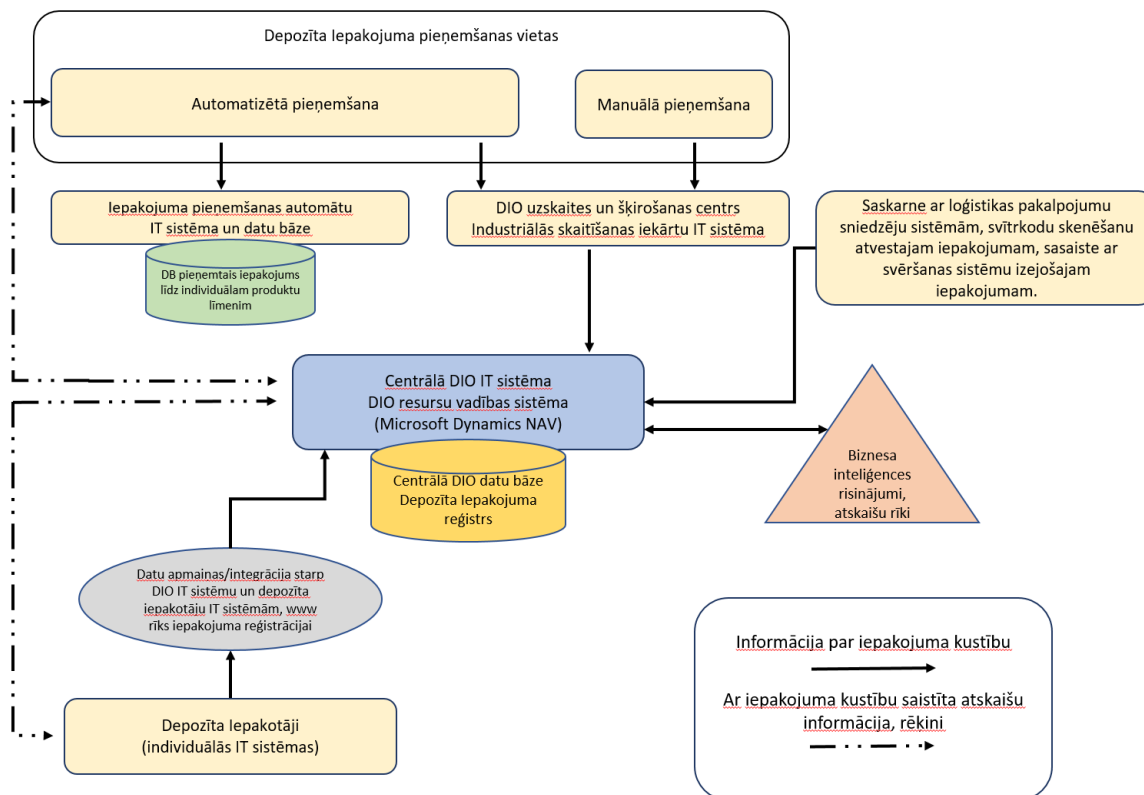 Depozīta Iepakojuma pieņemšanas vietas
Automatizētā pieņemšana
Manuālā pieņemšana
Iepakojuma pieņemšanas automātu
IT sistēma un datu bāze
DB pieņemtais iepakojums
līdz individuālam produktu
līmenim
DIO uzskaites un šķirošanas centrs
Industriālās skaitīšanas iekārtu IT sistēma
Saskarne ar loģistikas pakalpojumu
sniedzēju sistēmām, svītrkodu skenēšanu
atvestajam iepakojumam, sasaiste ar
svēršanas sistēmu izejošajam
iepakojumam.
Centrālā DIO IT sistēma
DIO resursu vadības sistēma
(Microsoft Dynamics NAV)
Centrālā DIO datu bāze
Depozīta Iepakojuma
reģistrs
Biznesa
inteliģences
risinājumi,
atskaišu rīki
Datu apmaiņas/integrācija starp
DIO IT sistēmu un depozīta
iepakotāju IT sistēmām, www
rīks iepakojuma reģistrācijai
Depozīta Iepakotāji
(individuālās IT sistēmas)
Informācija par iepakojuma kustību
Ar iepakojuma kustību saistīta atskaišu
informācija, rēķini